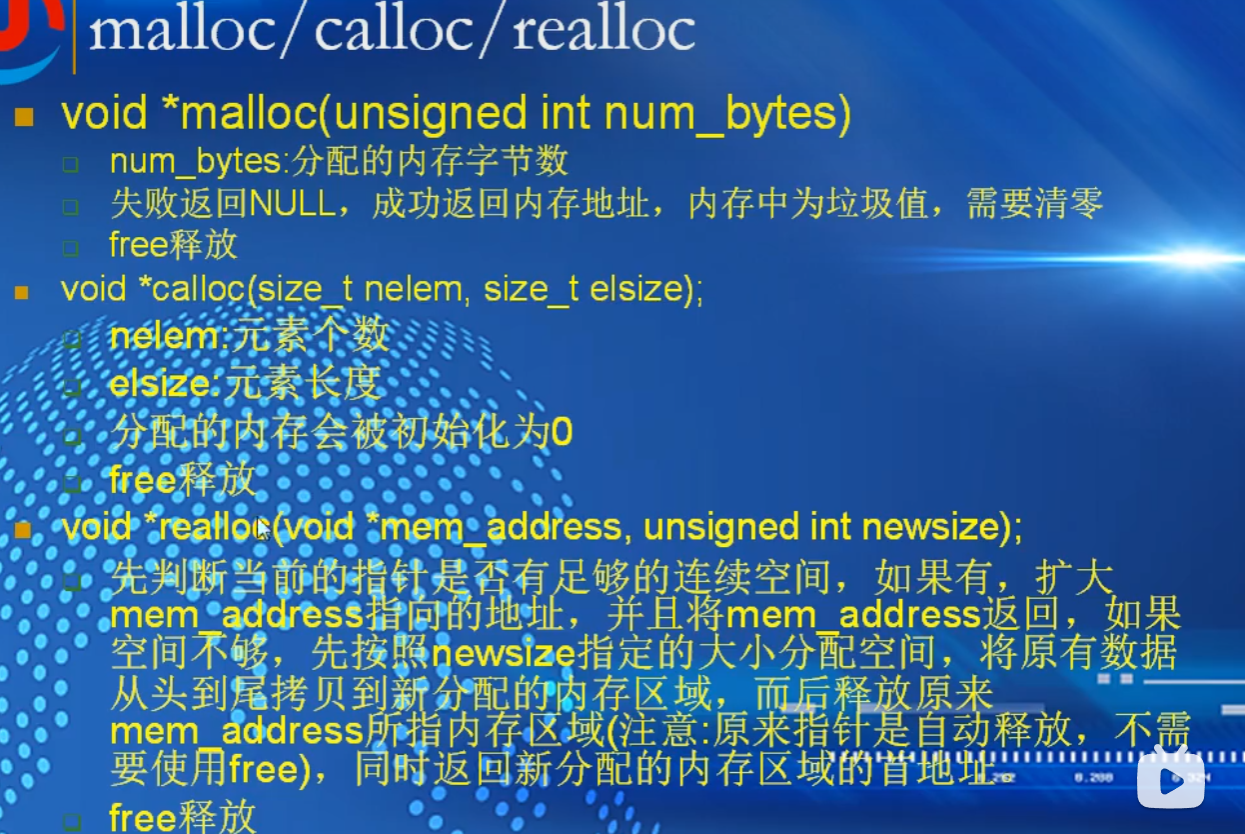 malloc/calloc/realloc
void *malloc(unsigned int num_bytes)
num_bytes:分配的内存字节数
失败返回NULL，成功返回内存地址，内存中为垃圾值，需要清零
free释放
void *calloc(size_t nelem, size_t elsize);
nelem:元素个数
elsize:元素长度
分配的内存会被初始化为0
free释放
void *realloc(void *mem_address, unsigned int newsize);
先判断当前的指针是否有足够的连续空间，如果有，扩大
mem_address指向的地址，并且将mem_address返回，如果
空间不够，先按照newsize指定的大小分配空间，将原有数据
从头到尾拷贝到新分配的内存区域，而后释放原来
mem_address所指内存区域(注意:原来指针是自动释放，不需
要使用free)，同时返回新分配的内存区域的首地址。
0.208
free释放